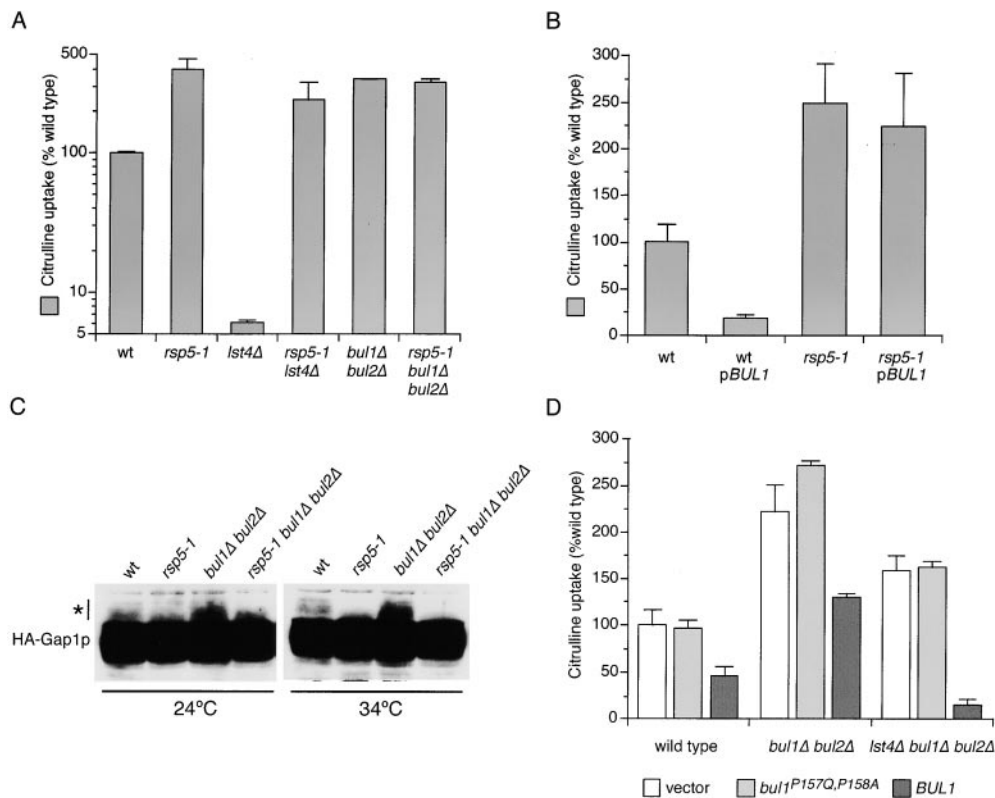 A
Citrulline uptake (% wild type)
500
100
10
5
wt
rsp5-1
lst4Δ
rsp5-1
lst4Δ
bul1Δ
bul2Δ
rsp5-1
bul1Δ
bul2Δ
B
Citrulline uptake (% wild type)
300
250
200
150
100
50
25
0
wt
wt
pBUL1
rsp5-1
rsp5-1
pBUL1
C
wt
rsp5-1
bul1Δ bul2Δ
rsp5-1 bul1Δ bul2Δ
wt
rsp5-1
bul1Δ bul2Δ
rsp5-1 bul1Δ bul2Δ
*
HA-Gap1p
24ºC
34ºC
D
Citrulline uptake (%wild type)
300
250
200
150
100
50
0
wild type
bul1Δ bul2Δ
lst4Δ bul1Δ bul2Δ
vector
bul1P157Q,P158A
BUL1